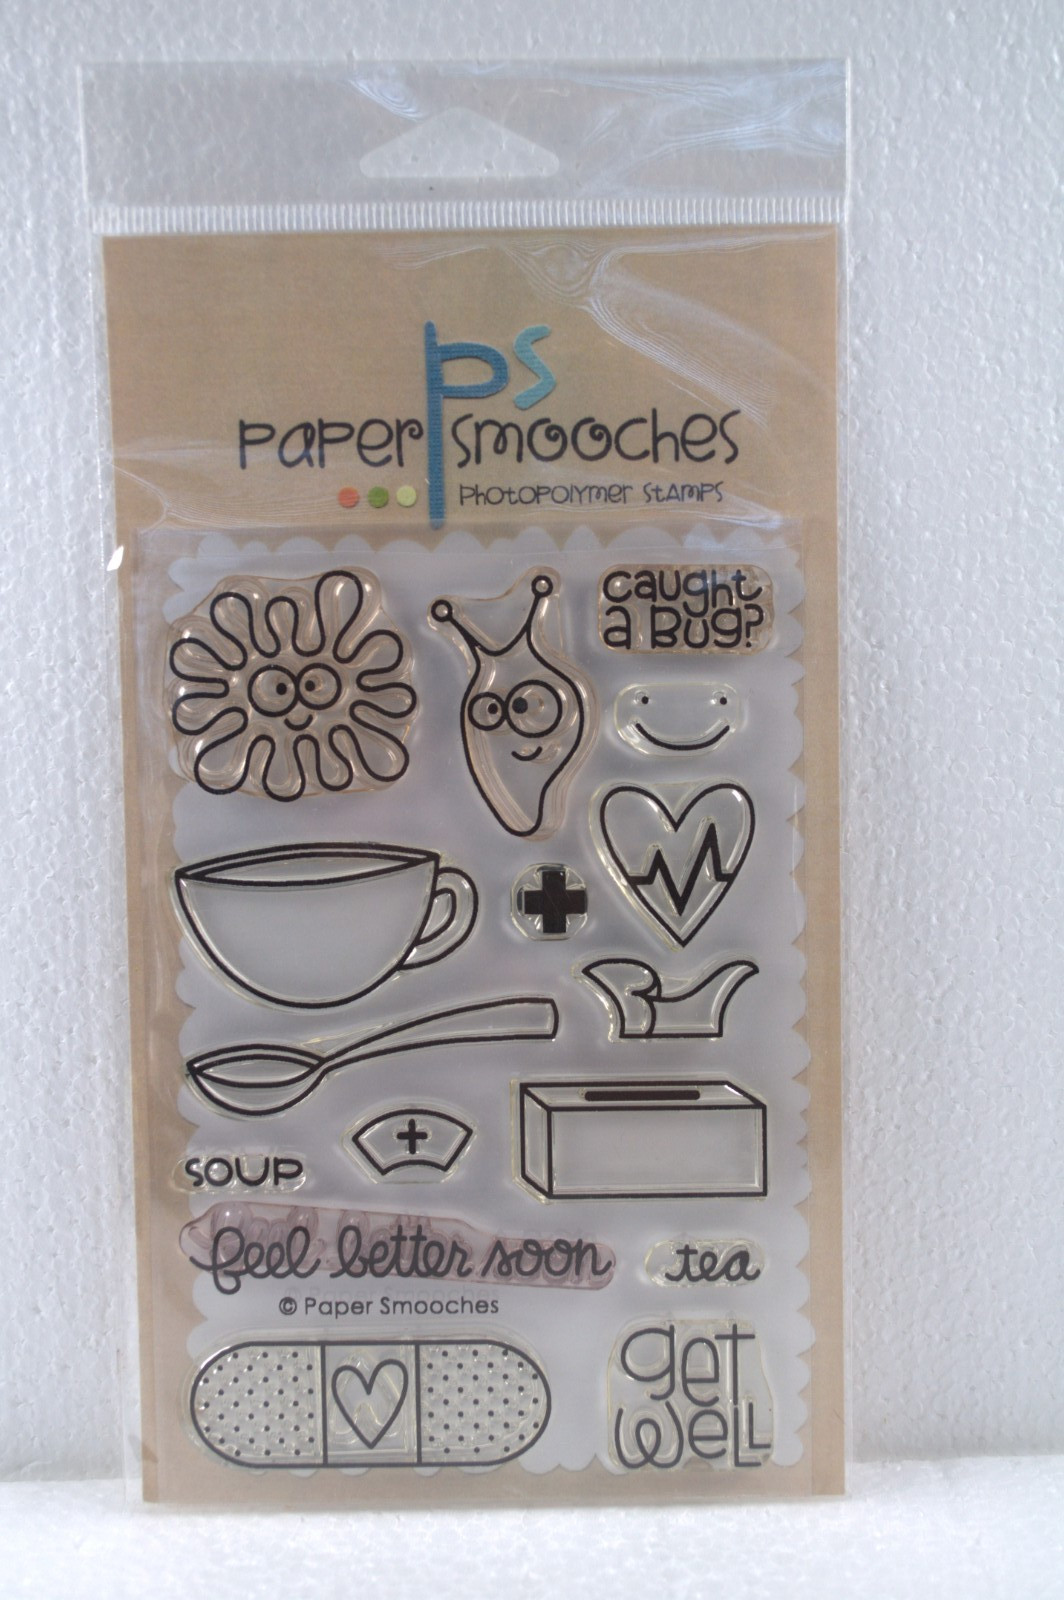 ps
paper smooches
photopolymer stamps
caught
a bug?
soup
feel better soon
tea
© Paper Smooches
get
well